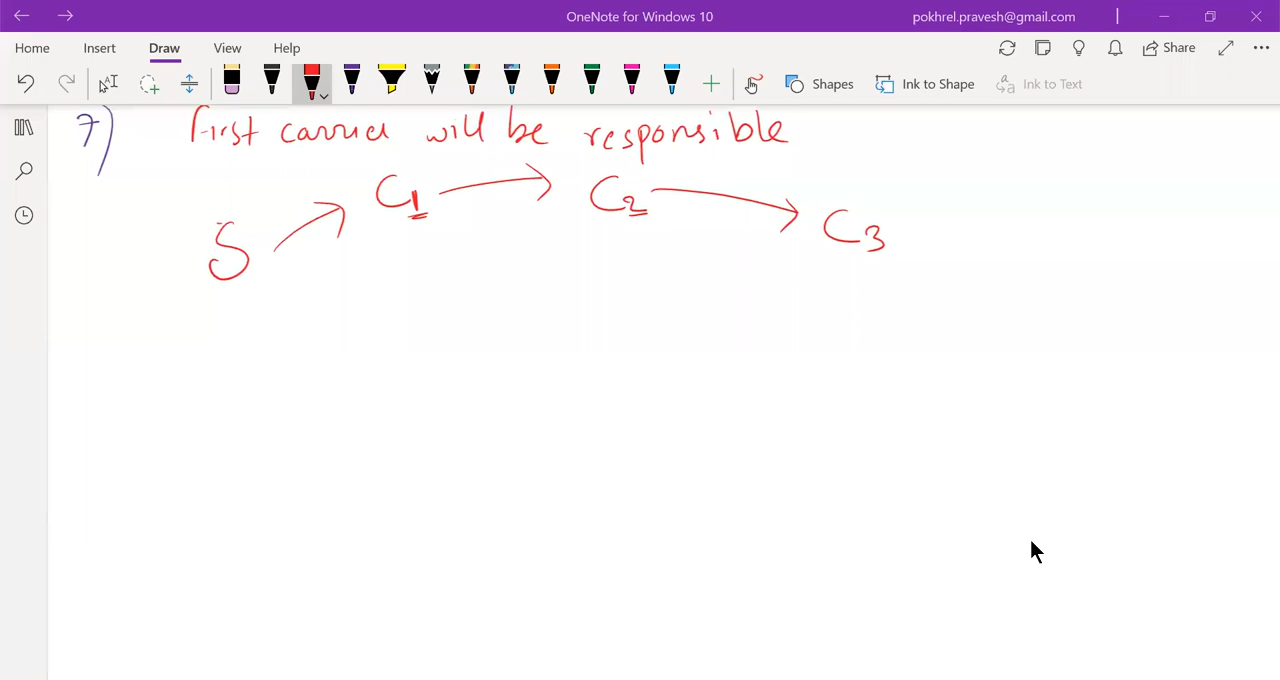 OneNote for Windows 10
pokhrel.pravesh@gmail.com
Home Insert Draw View Help
Share
Shapes Ink to Shape Ink to Text
7) First carrier will be responsible
S C1 C2 C3